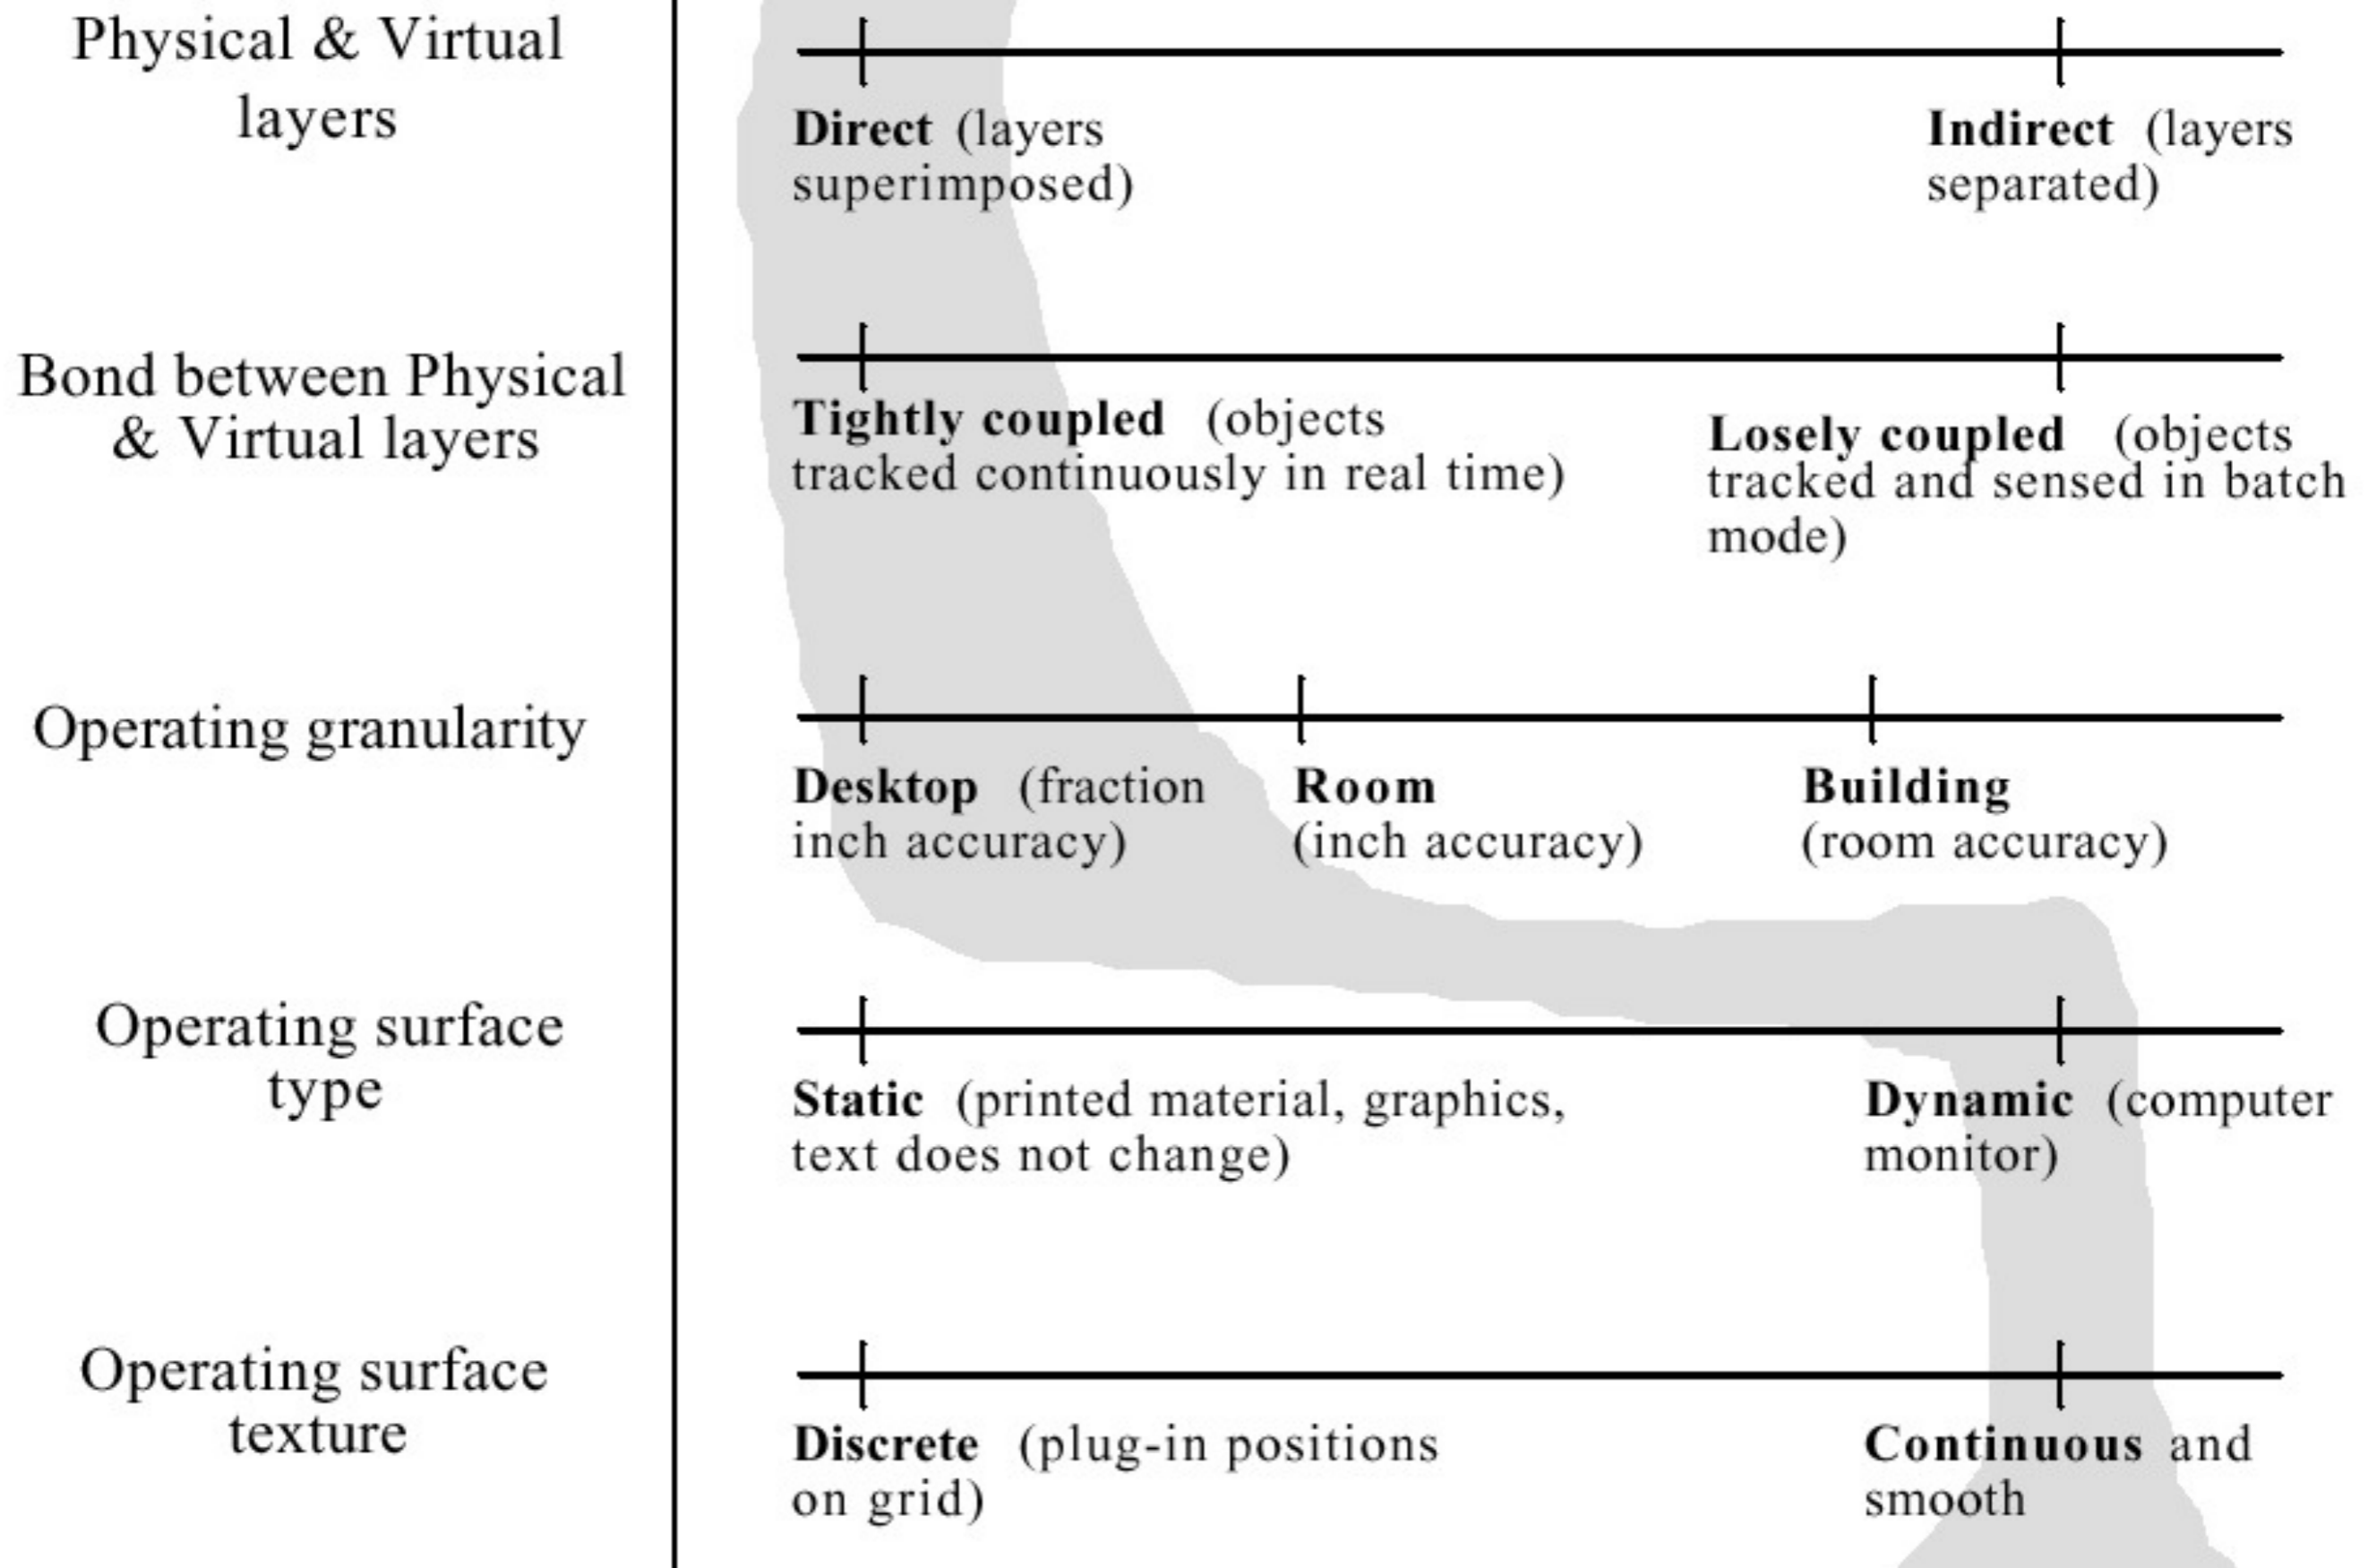 Physical & Virtual
layers
Direct (layers
superimposed)
Indirect (layers
separated)
Bond between Physical
& Virtual layers
Tightly coupled (objects
tracked continuously in real time)
Losely coupled (objects
tracked and sensed in batch
mode)
Operating granularity
Desktop (fraction
inch accuracy)
Room
(inch accuracy)
Building
(room accuracy)
Operating surface
type
Static (printed material, graphics,
text does not change)
Dynamic (computer
monitor)
Operating surface
texture
Discrete (plug-in positions
on grid)
Continuous and
smooth